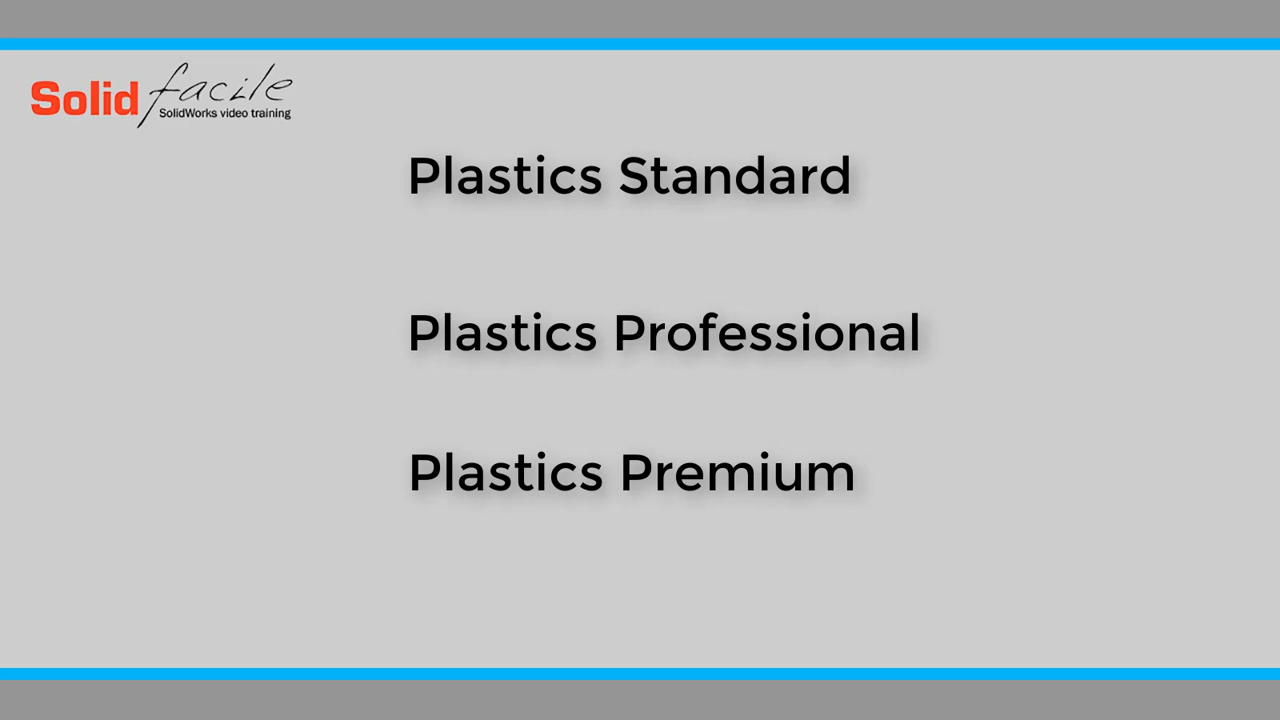 Solid facile
SolidWorks video training
Plastics Standard
Plastics Professional
Plastics Premium